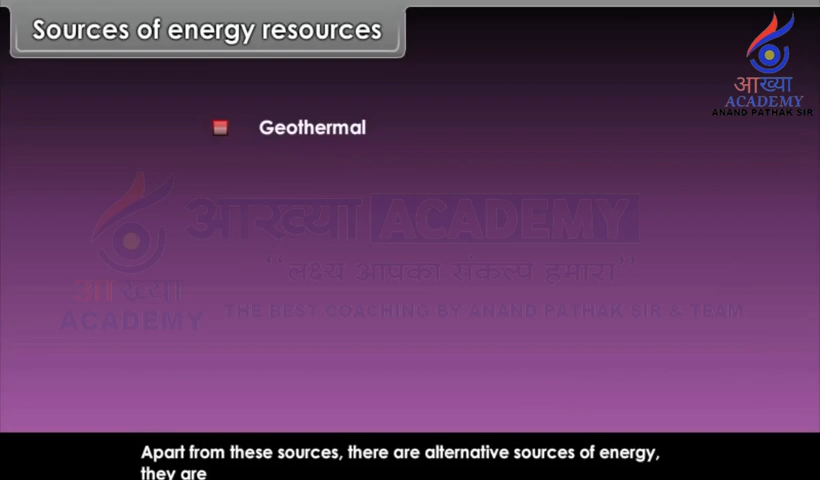 Sources of energy resources
आख्या
ACADEMY
ANAND PATHAK SIR
Geothermal
आख्या ACADEMY
“लक्ष्य आपका संकल्प हमारा”
आख्या
ACADEMY
THE BEST COACHING BY ANAND PATHAK SIR & TEAM
Apart from these sources, there are alternative sources of energy,
they are